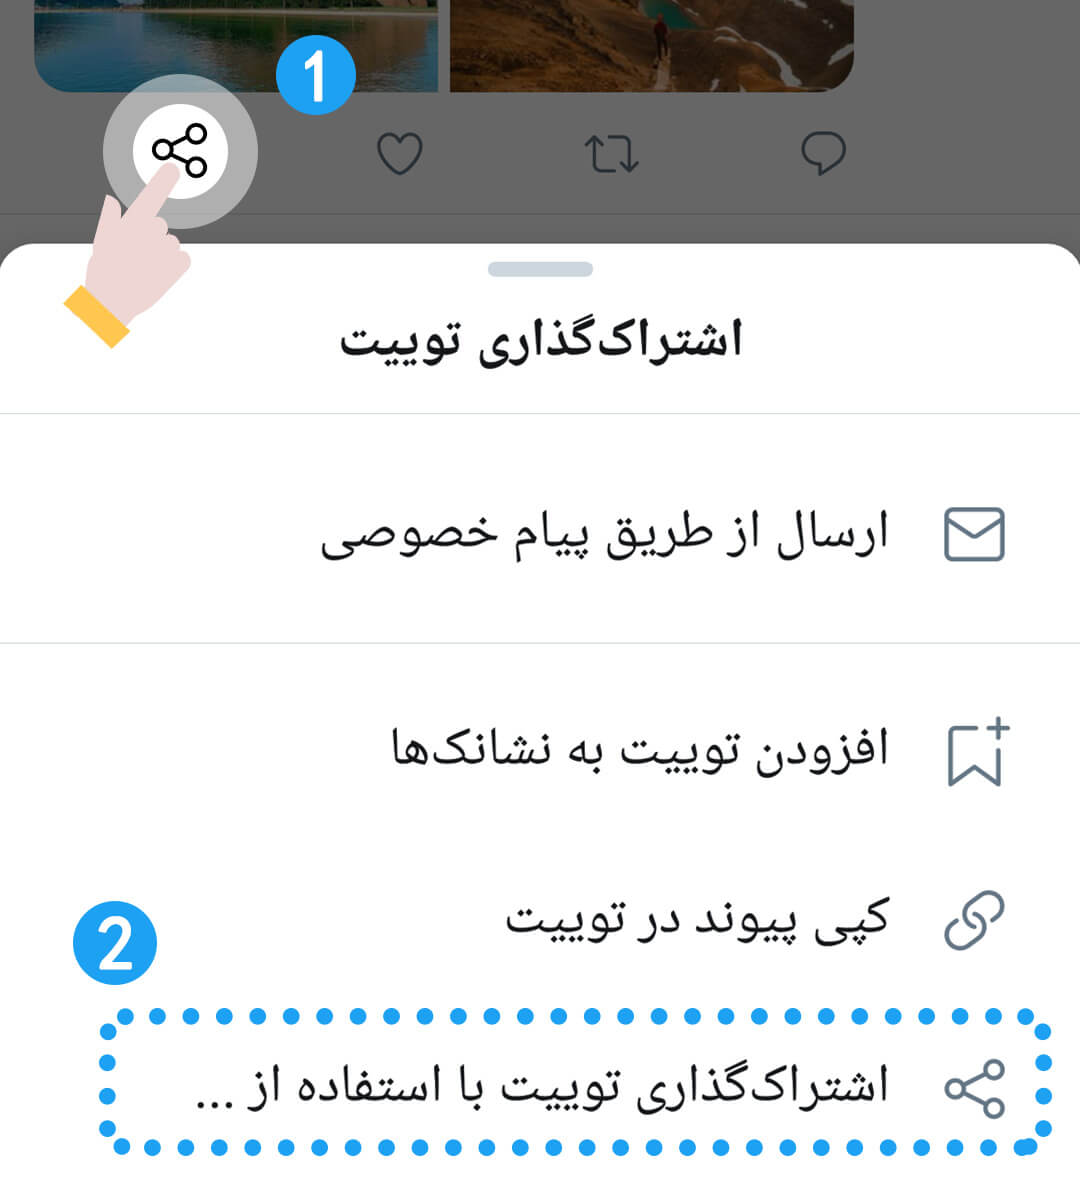 1
اشتراک‌گذاری توییت
ارسال از طریق پیام خصوصی
افزودن توییت به نشانک‌ها
کپی پیوند در توییت
2
اشتراک‌گذاری توییت با استفاده از ...